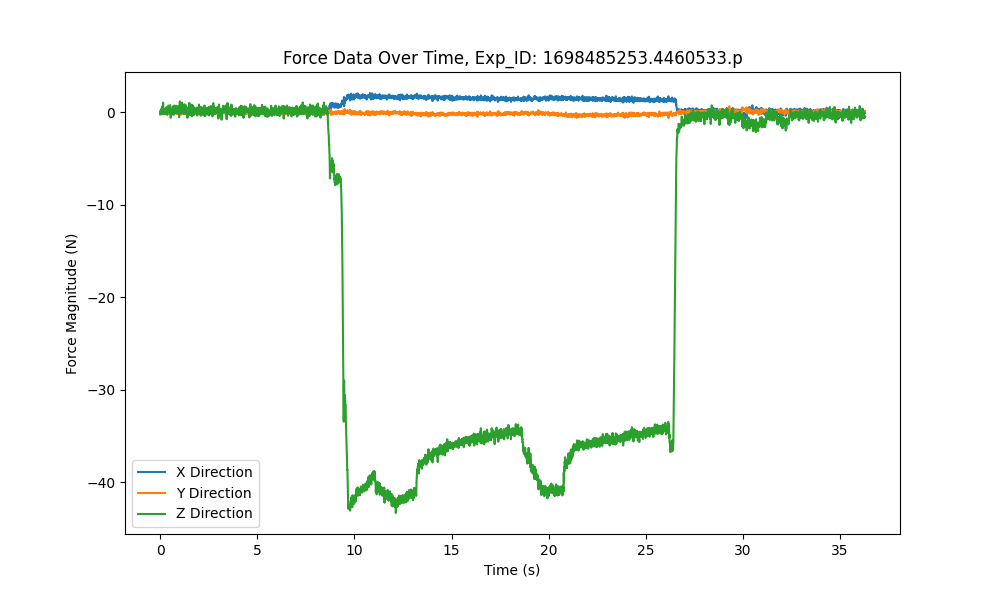 Force Data Over Time, Exp_ID: 1698485253.4460533.p
Force Magnitude (N)
0
−10
−20
−30
−40
X Direction
Y Direction
Z Direction
0 5 10 15 20 25 30 35
Time (s)